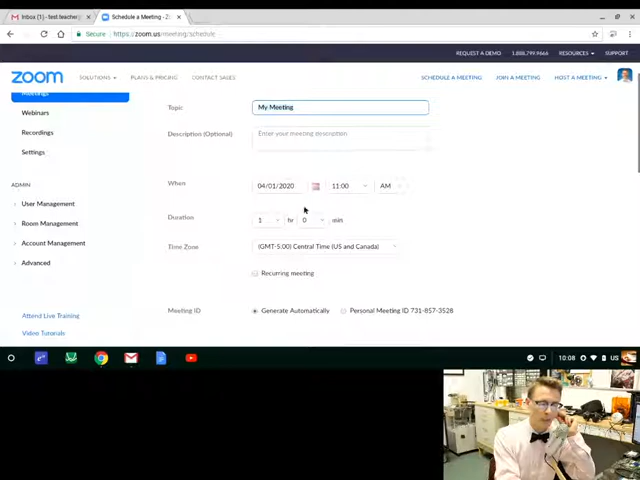 Inbox (1) - test.teacher
Schedule a Meeting - Z
Secure
https://zoom.us/meeting/schedule
REQUEST A DEMO 1.888.799.9666 RESOURCES SUPPORT
zoom SOLUTIONS PLANS & PRICING CONTACT SALES SCHEDULE A MEETING JOIN A MEETING HOST A MEETING
Meetings
Webinars
Recordings
Settings
ADMIN
User Management
Room Management
Account Management
Advanced
Attend Live Training
Video Tutorials
Topic My Meeting
Description (Optional) Enter your meeting description
When 04/01/2020 11:00 AM
Duration 1 hr 0 min
Time Zone (GMT-5:00) Central Time (US and Canada)
Recurring meeting
Meeting ID Generate Automatically Personal Meeting ID 731-857-3528
10:08 US